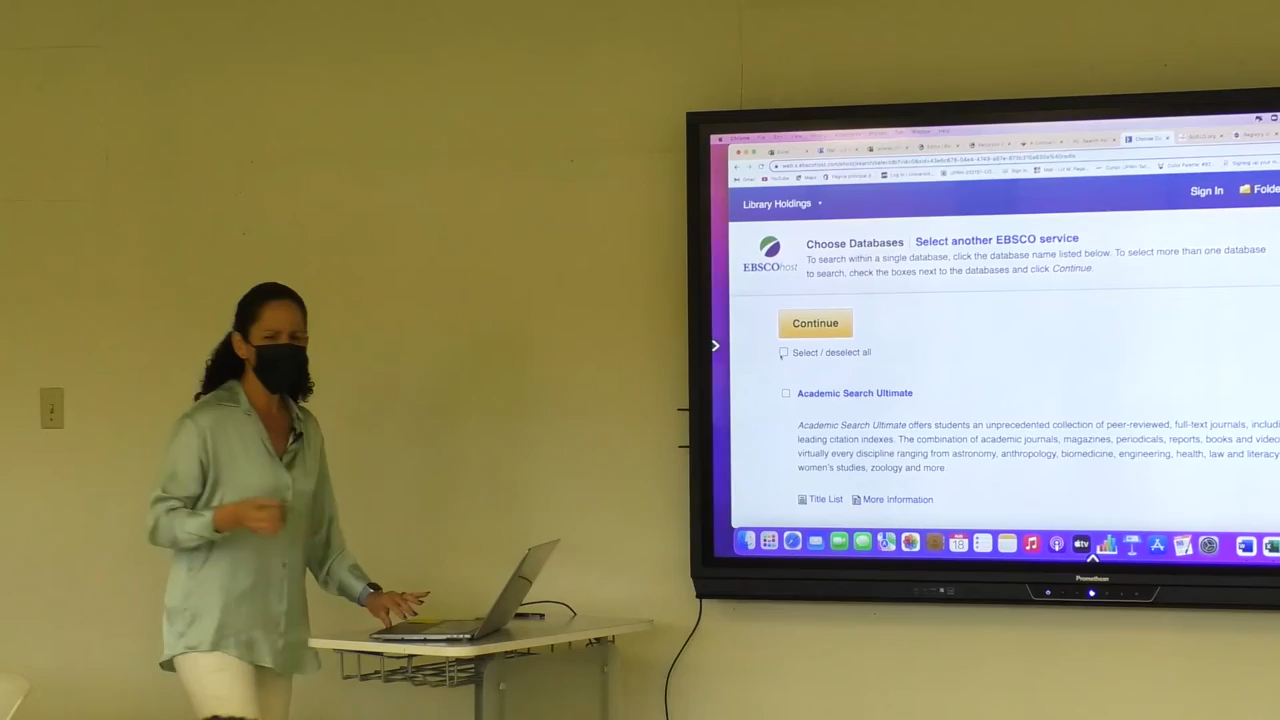 Library Holdings
Sign In
Folde
EBSCOhost
Choose Databases
Select another EBSCO service
To search within a single database, click the database name listed below. To select more than one database
to search, check the boxes next to the databases and click Continue.
Continue
Select / deselect all
Academic Search Ultimate
Academic Search Ultimate offers students an unprecedented collection of peer-reviewed, full-text journals, includi
leading citation indexes. The combination of academic journals, magazines, periodicals, reports, books and video
virtually every discipline ranging from astronomy, anthropology, biomedicine, engineering, health, law and literacy
women's studies, zoology and more
Title List
More Information
18
tv
Promethean